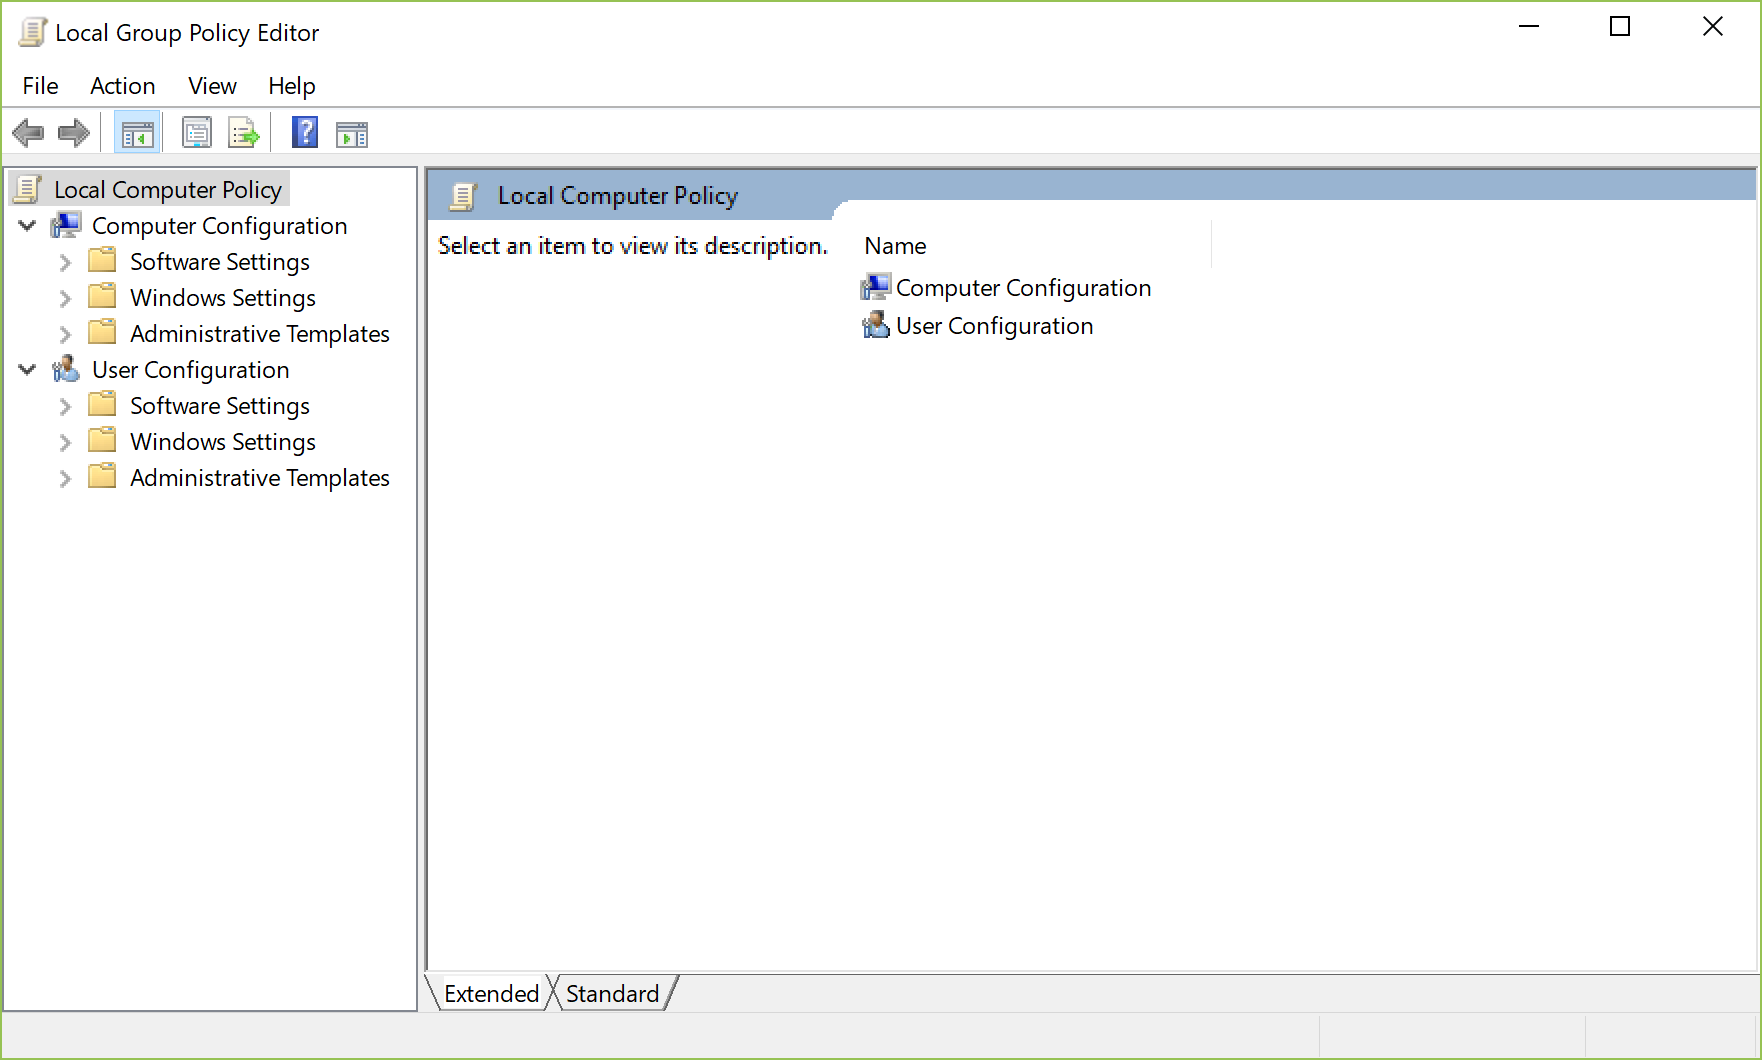 Local Group Policy Editor
File Action View Help
Local Computer Policy
Computer Configuration
Software Settings
Windows Settings
Administrative Templates
User Configuration
Software Settings
Windows Settings
Administrative Templates
Local Computer Policy
Select an item to view its description.
Name
Computer Configuration
User Configuration
Extended Standard